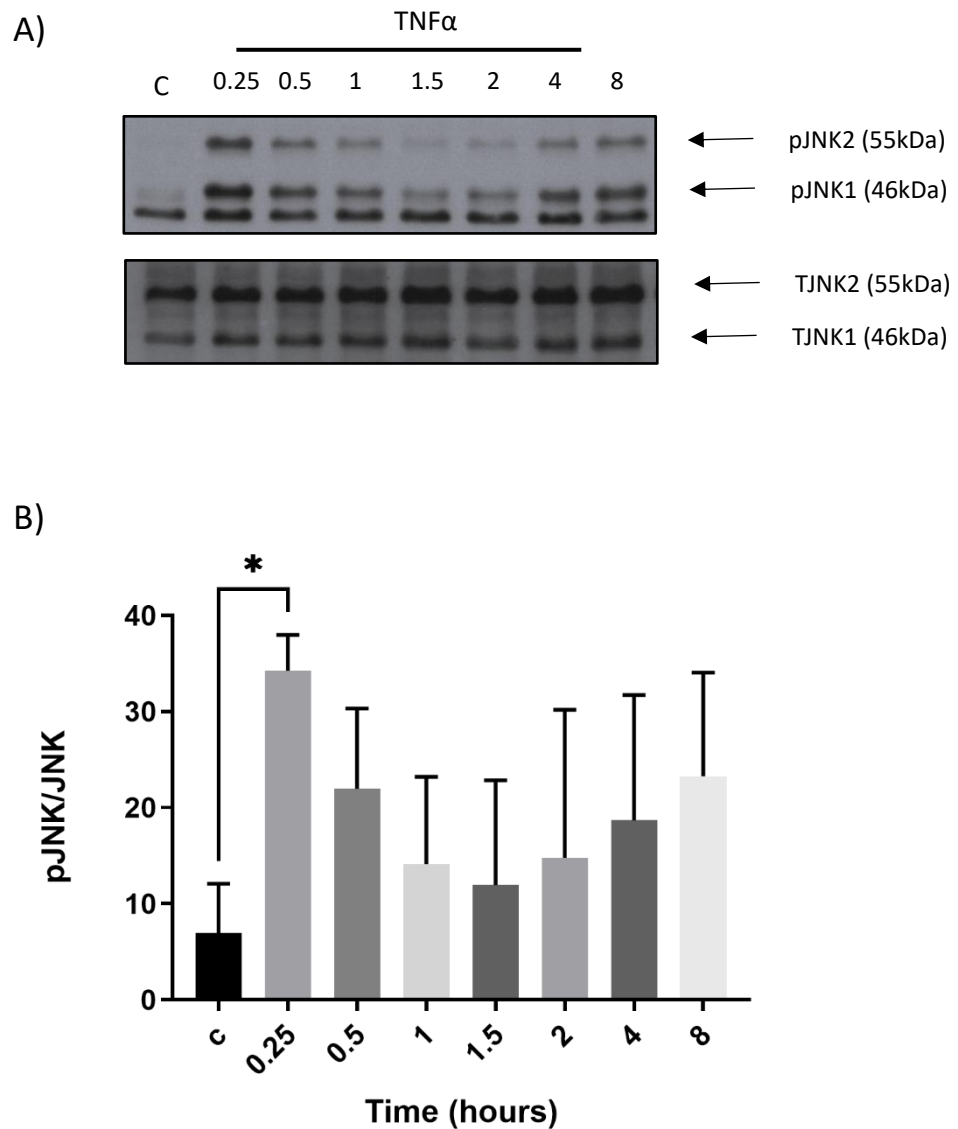 A)
TNFα
C 0.25 0.5 1 1.5 2 4 8
pJNK2 (55kDa)
pJNK1 (46kDa)
TJNK2 (55kDa)
TJNK1 (46kDa)
B)
*
40
30
20
10
0
pJNK/JNK
c 0.25 0.5 1 1.5 2 4 8
Time (hours)